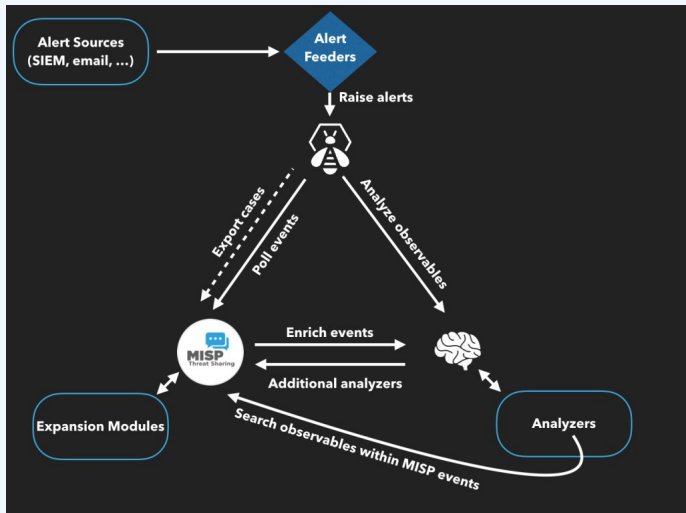 Alert Sources
(SIEM, email, ...)
Alert
Feeders
Raise alerts
Export cases
Poll events
Analyze observables
MISP
Threat Sharing
Enrich events
Additional analyzers
Expansion Modules
Analyzers
Search observables within MISP events